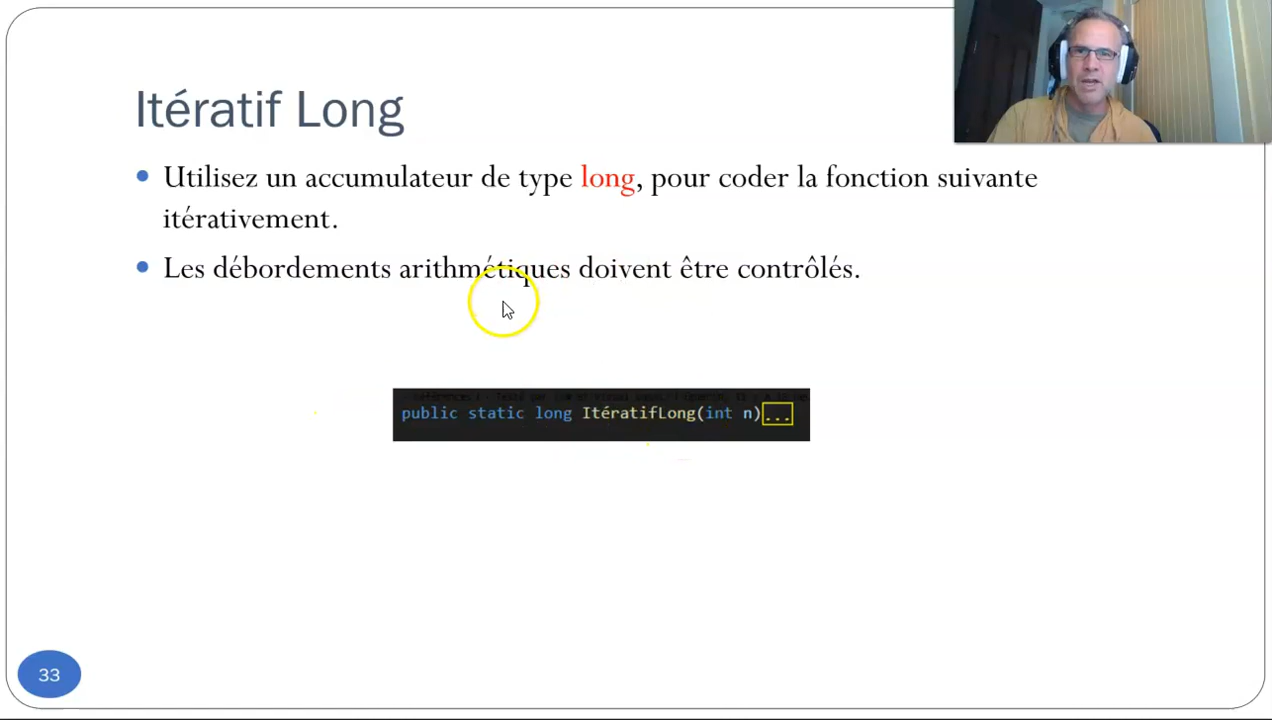 Itératif Long
Utilisez un accumulateur de type long, pour coder la fonction suivante
itérativement.
Les débordements arithmétiques doivent être contrôlés.
public static long ItératifLong(int n)...
33